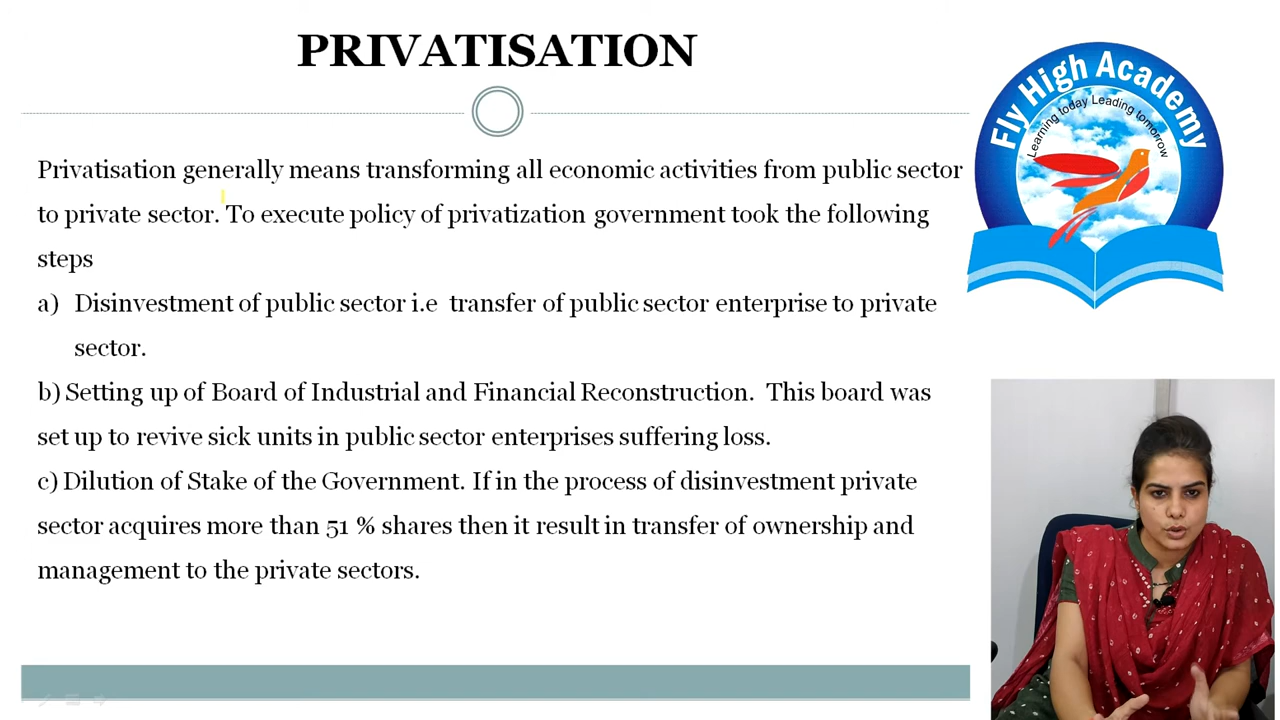 PRIVATISATION
Privatisation generally means transforming all economic activities from public sector
to private sector. To execute policy of privatization government took the following
steps
a) Disinvestment of public sector i.e transfer of public sector enterprise to private
sector.
b) Setting up of Board of Industrial and Financial Reconstruction. This board was
set up to revive sick units in public sector enterprises suffering loss.
c) Dilution of Stake of the Government. If in the process of disinvestment private
sector acquires more than 51 % shares then it result in transfer of ownership and
management to the private sectors.
Fly High Academy
Learning today Leading tomorrow